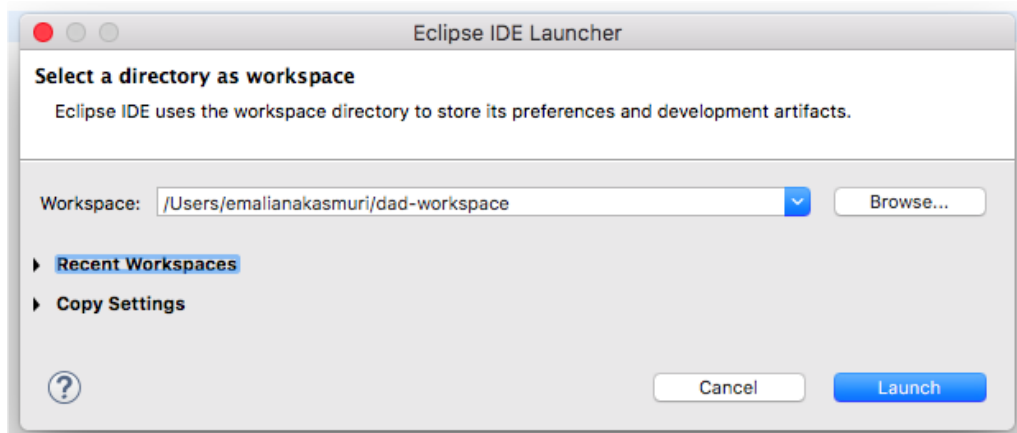 Eclipse IDE Launcher
Select a directory as workspace
Eclipse IDE uses the workspace directory to store its preferences and development artifacts.
Workspace: /Users/emalianakasmuri/dad-workspace Browse...
Recent Workspaces
Copy Settings
? Cancel Launch